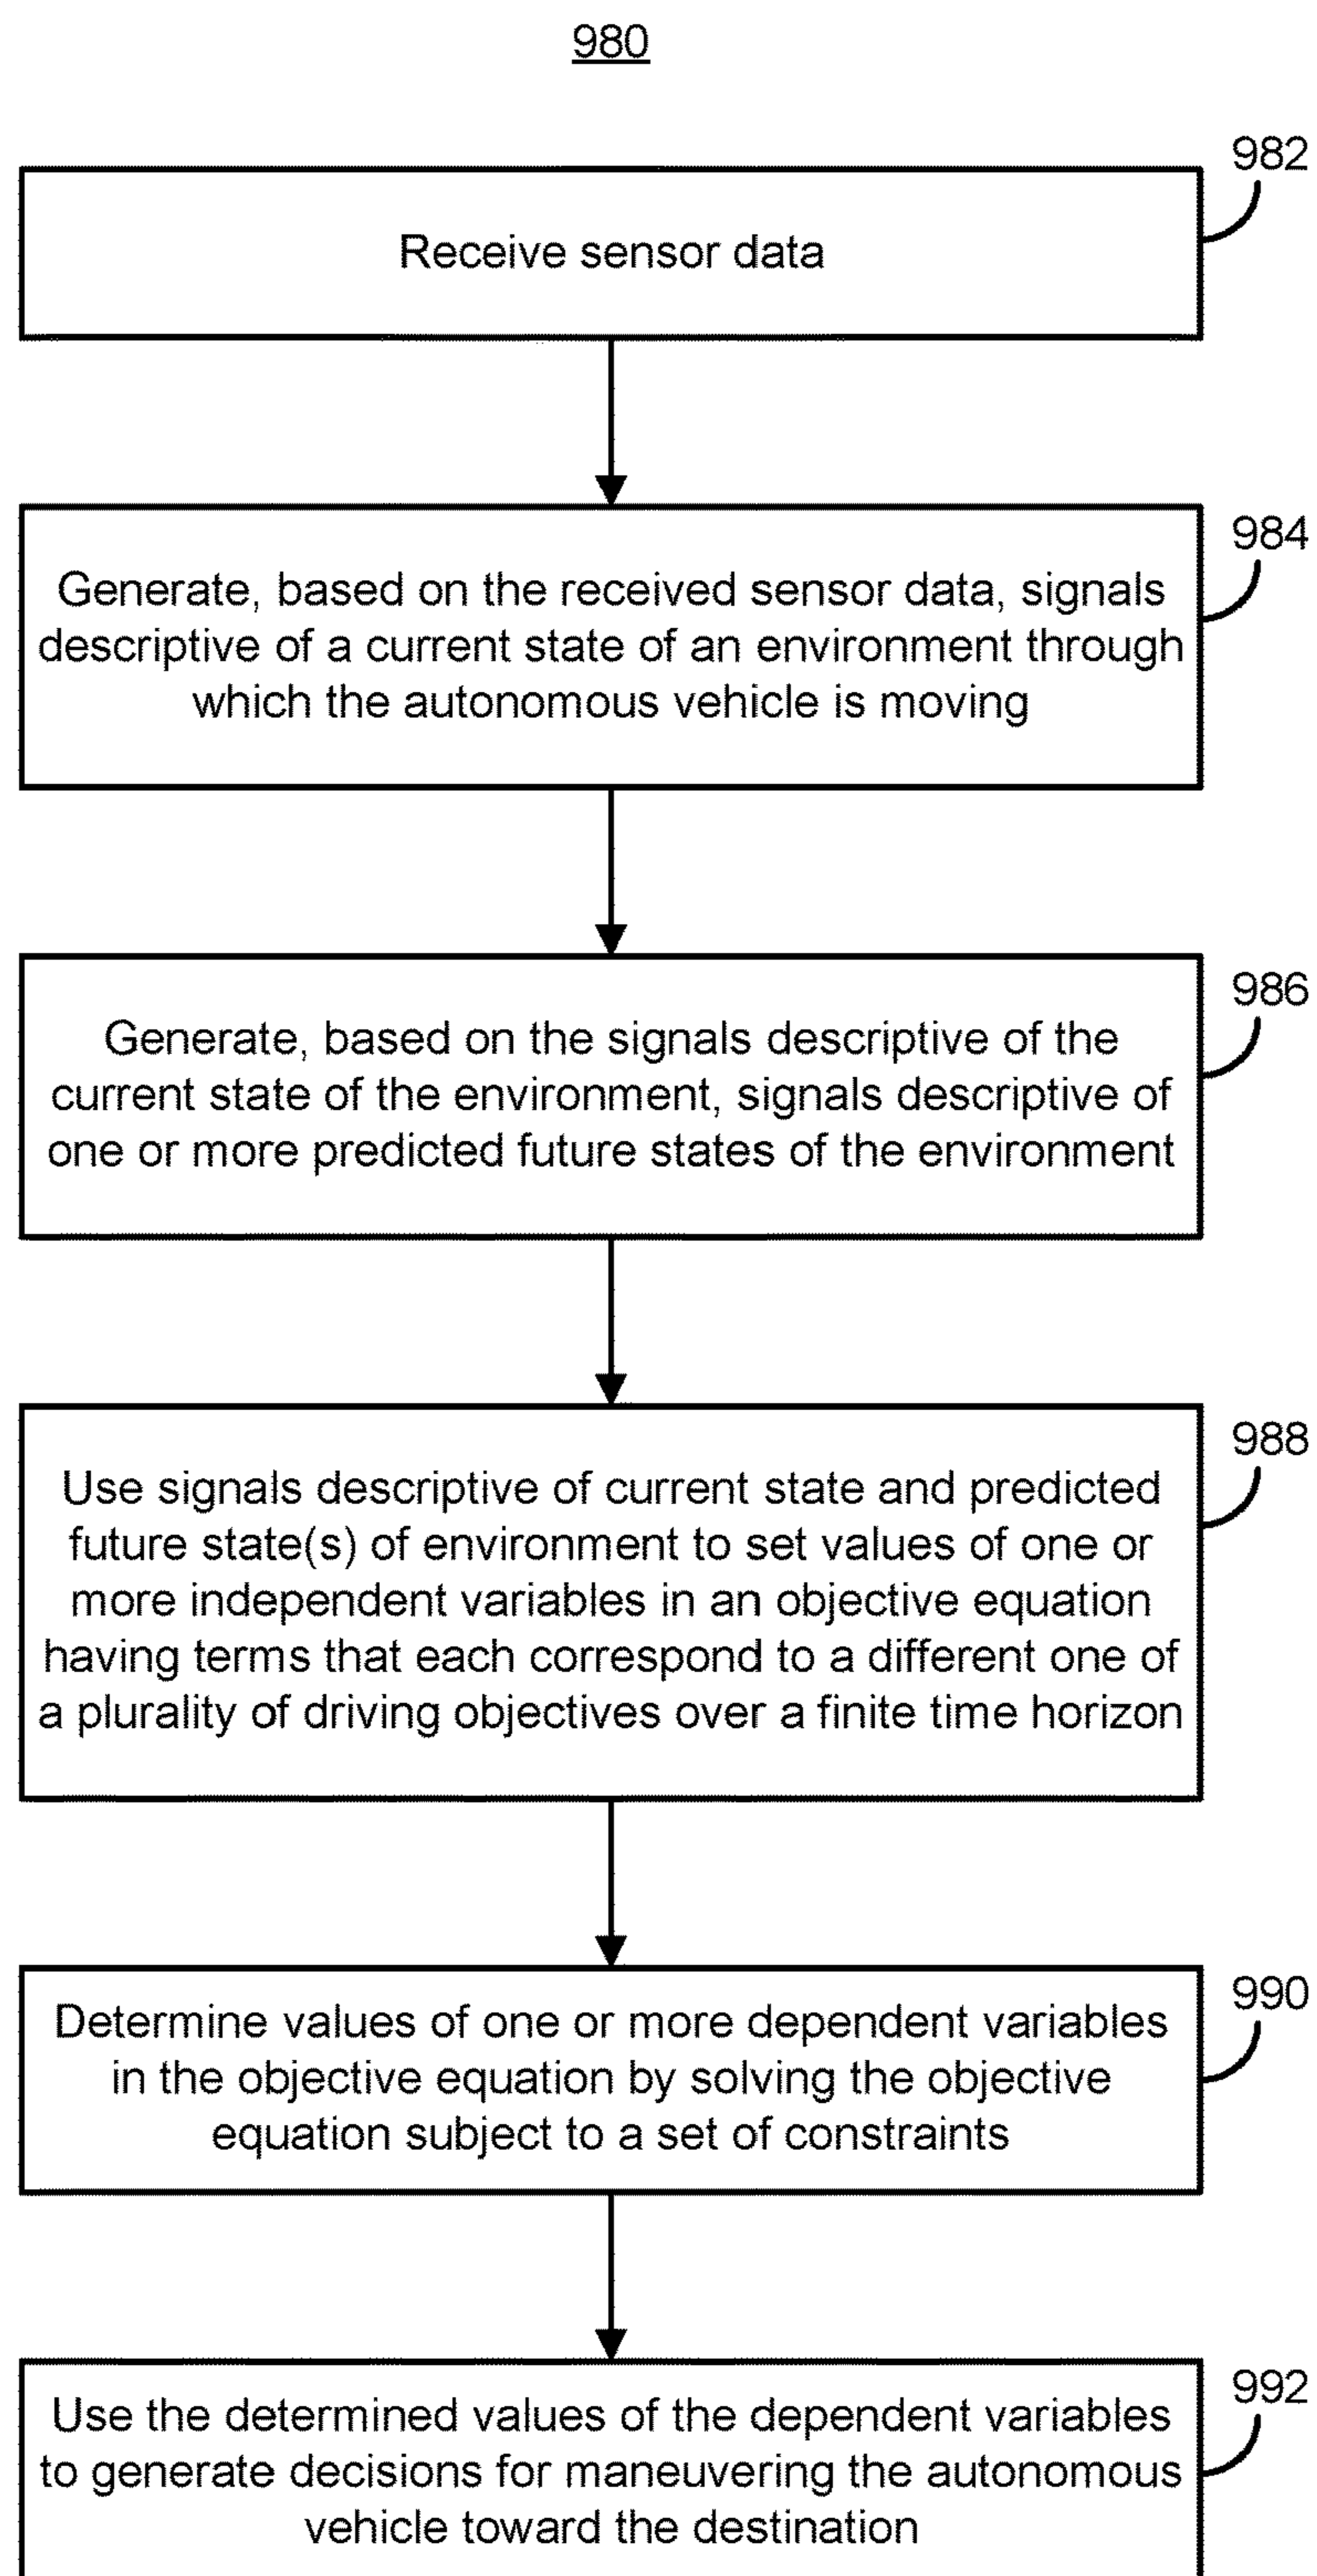 980
982
Receive sensor data
984
Generate, based on the received sensor data, signals
descriptive of a current state of an environment through
which the autonomous vehicle is moving
986
Generate, based on the signals descriptive of the
current state of the environment, signals descriptive of
one or more predicted future states of the environment
988
Use signals descriptive of current state and predicted
future state(s) of environment to set values of one or
more independent variables in an objective equation
having terms that each correspond to a different one of
a plurality of driving objectives over a finite time horizon
990
Determine values of one or more dependent variables
in the objective equation by solving the objective
equation subject to a set of constraints
992
Use the determined values of the dependent variables
to generate decisions for maneuvering the autonomous
vehicle toward the destination